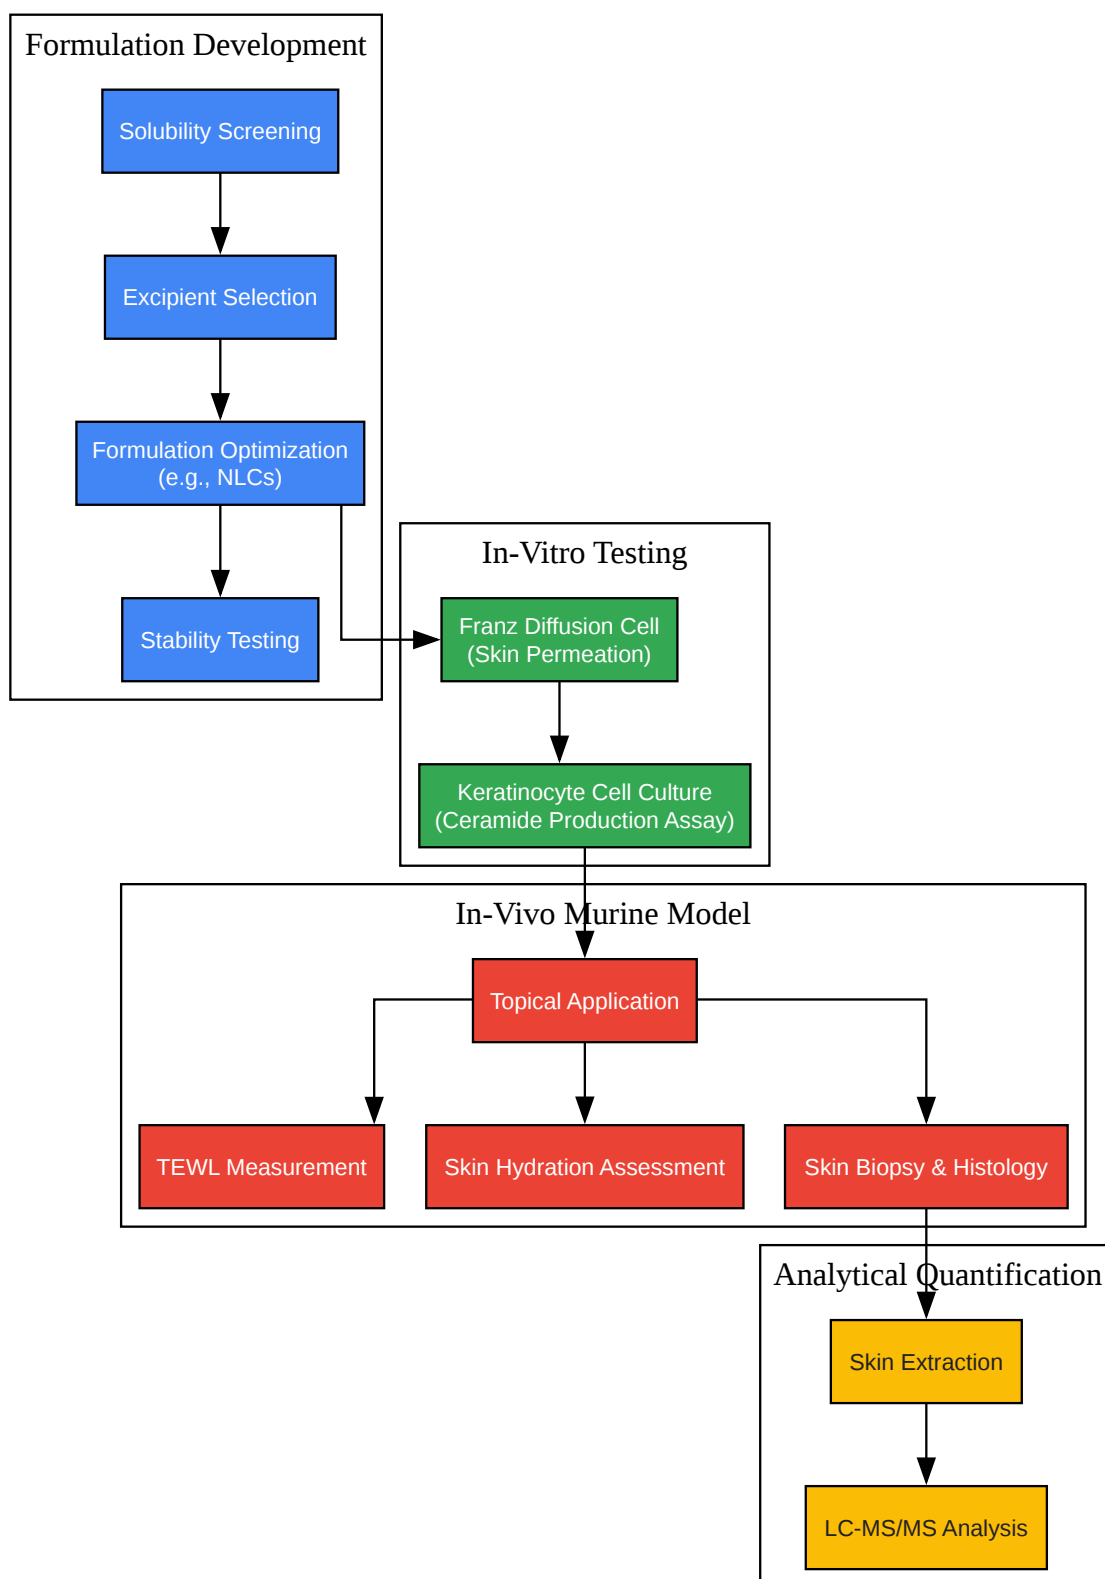 Formulation Development
Solubility Screening
Excipient Selection
Formulation Optimization
(e.g., NLCs)
Stability Testing
In-Vitro Testing
Franz Diffusion Cell
(Skin Permeation)
Keratinocyte Cell Culture
(Ceramide Production Assay)
In-Vivo Murine Model
Topical Application
TEWL Measurement
Skin Hydration Assessment
Skin Biopsy & Histology
Analytical Quantification
Skin Extraction
LC-MS/MS Analysis